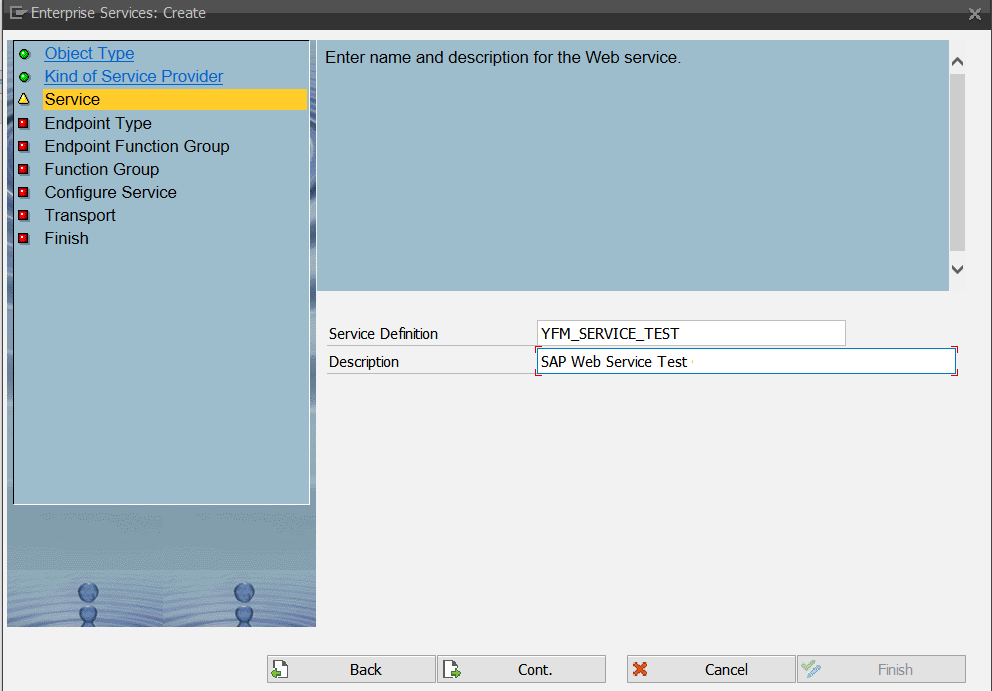 Enterprise Services: Create
Object Type
Kind of Service Provider
Service
Endpoint Type
Endpoint Function Group
Function Group
Configure Service
Transport
Finish
Enter name and description for the Web service.
Service Definition YFM_SERVICE_TEST
Description SAP Web Service Test
Back Cont. Cancel Finish